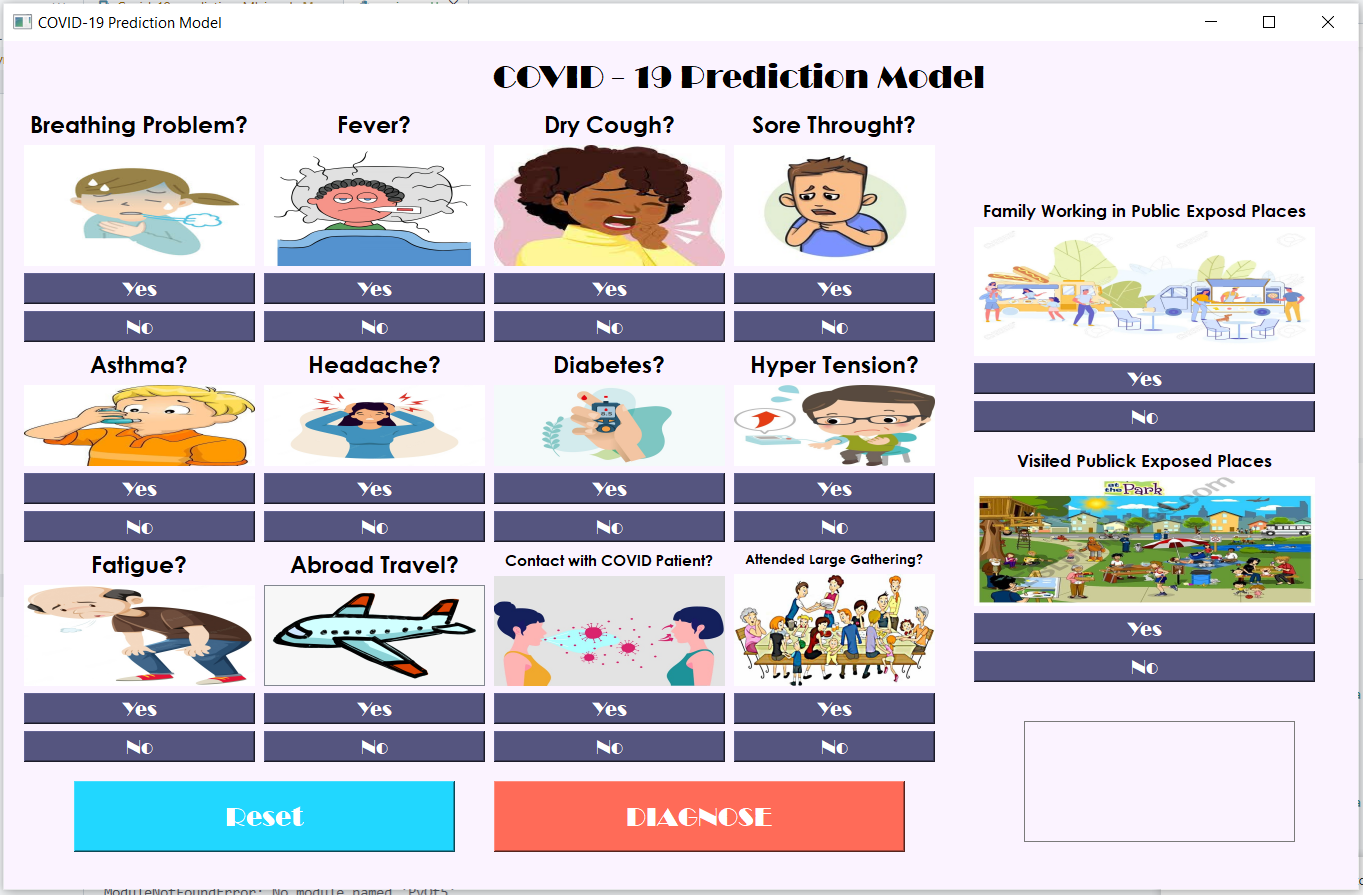 COVID-19 Prediction Model
COVID - 19 Prediction Model
Breathing Problem?
Fever?
Dry Cough?
Sore Throught?
Yes
Yes
Yes
Yes
No
No
No
No
Asthma?
Headache?
Diabetes?
Hyper Tension?
6.5
Yes
Yes
Yes
Yes
No
No
No
No
Fatigue?
Abroad Travel?
Contact with COVID Patient?
Attended Large Gathering?
Yes
Yes
Yes
Yes
No
No
No
No
Reset
DIAGNOSE
Family Working in Public Exposd Places
Yes
No
Visited Publick Exposed Places
at
the Park
.com
Yes
No
ModuleNotFoundError: No module named 'PyQt5'